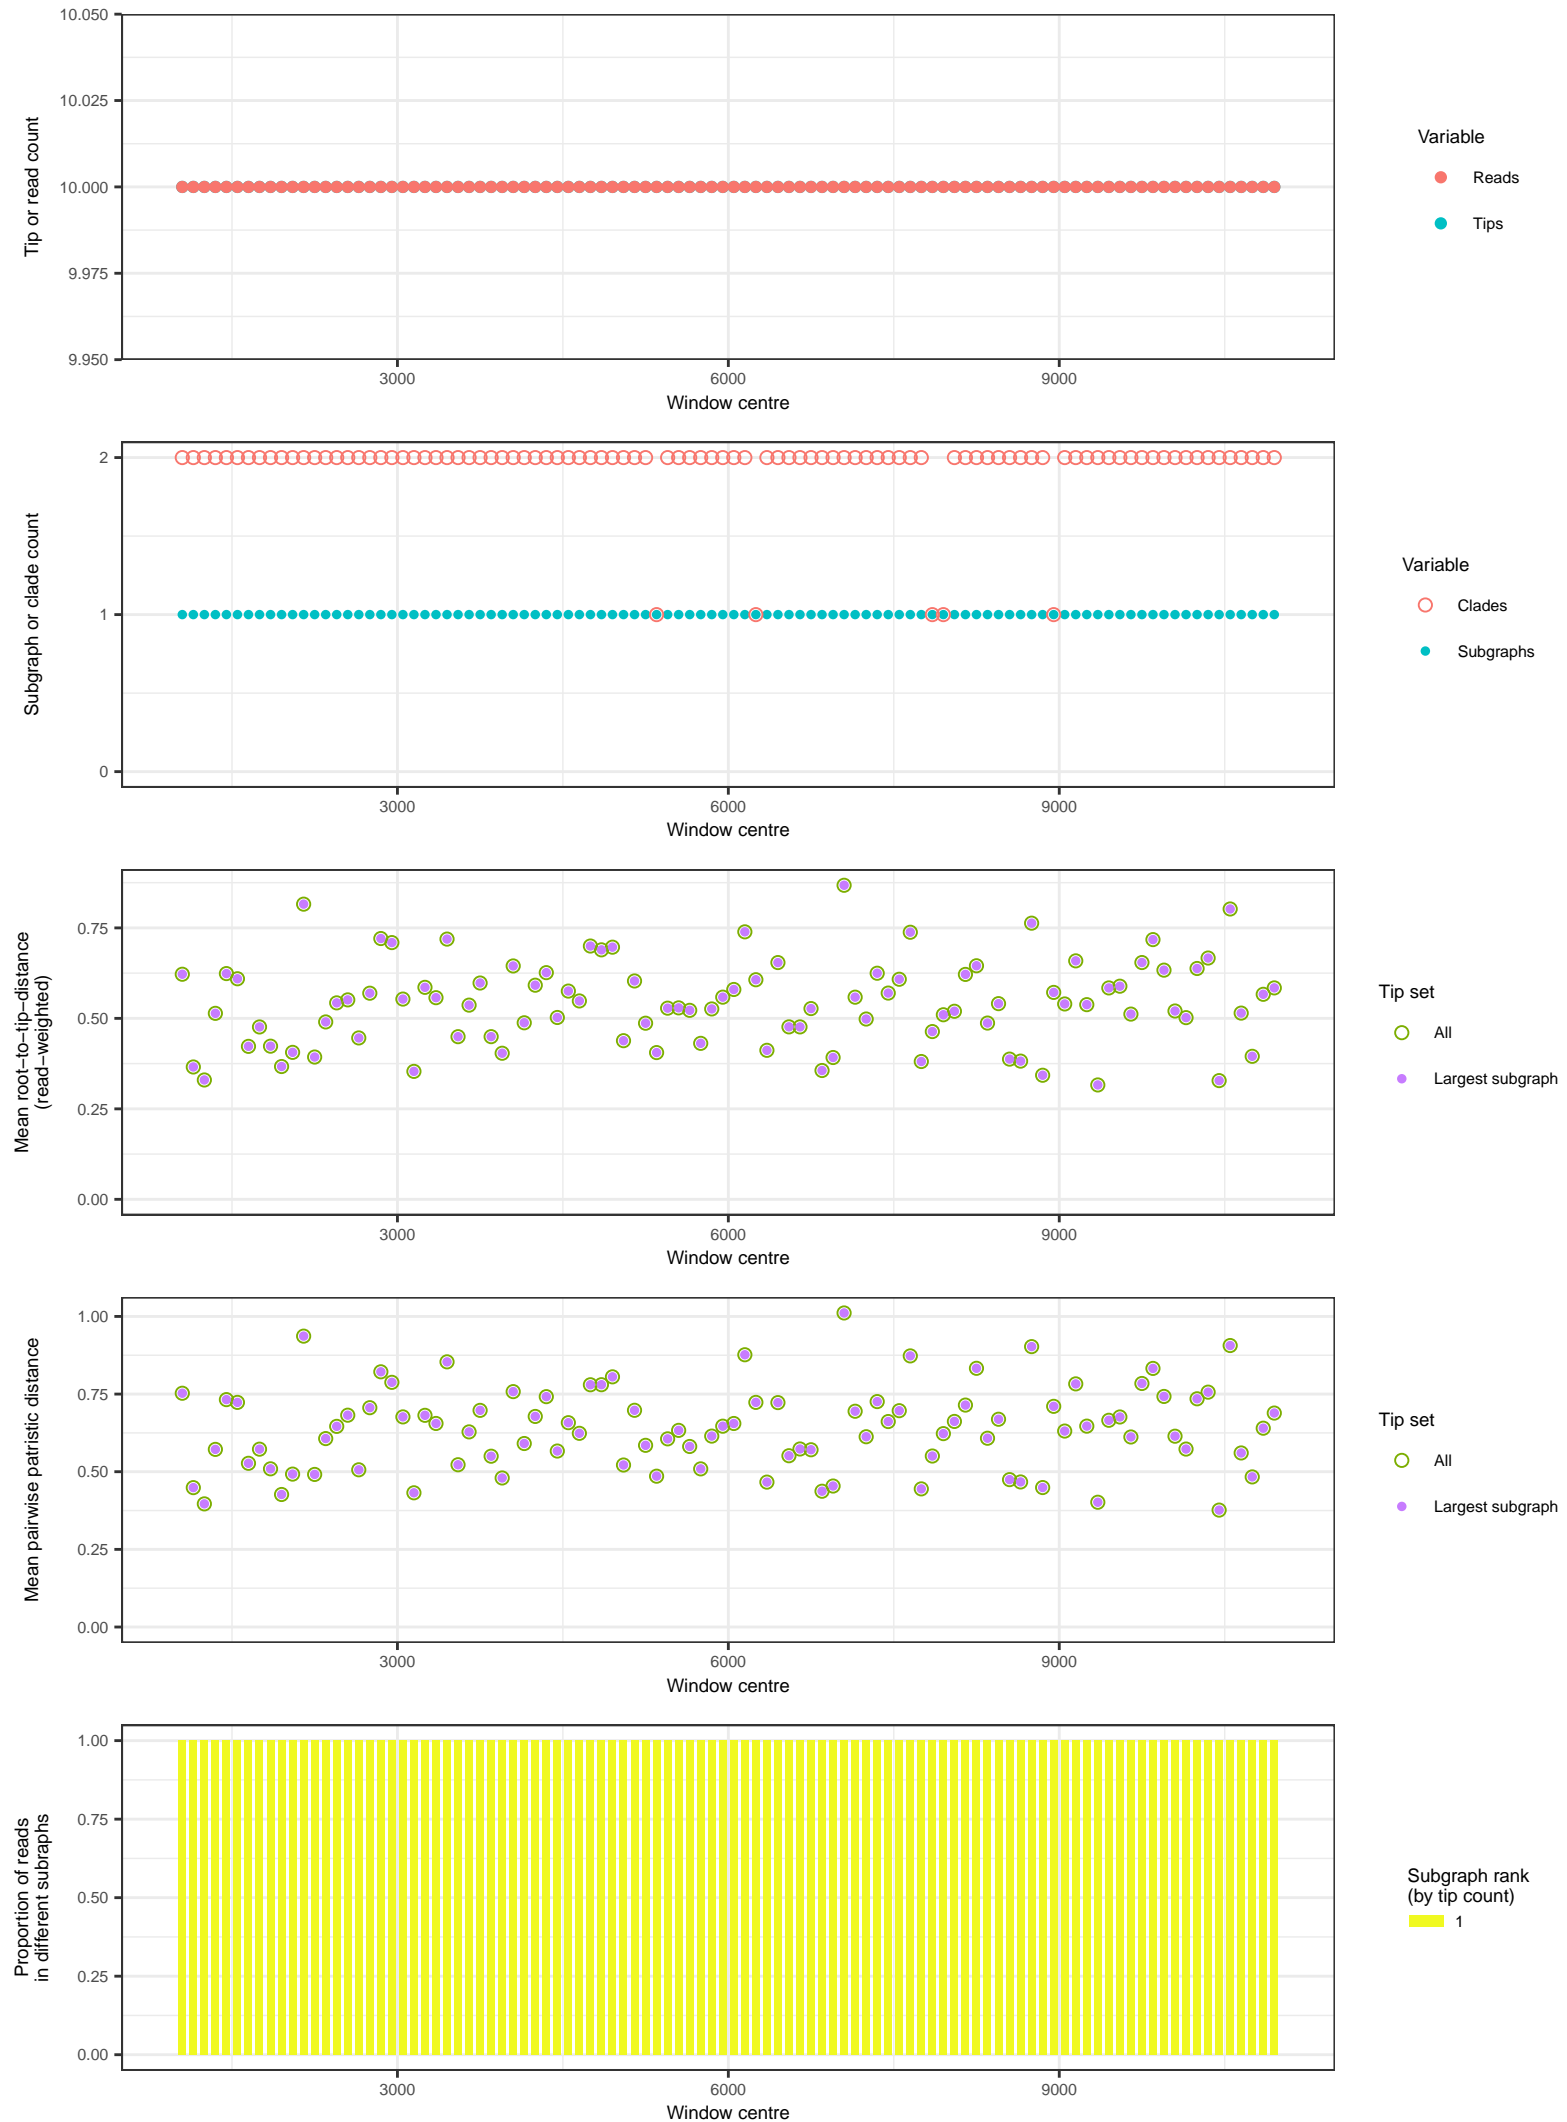 10.050
10.025
10.000
9.975
9.950
Tip or read count
3000
6000
9000
Window centre
Variable
Reads
Tips
2
1
0
Subgraph or clade count
3000
6000
9000
Window centre
Variable
Clades
Subgraphs
0.75
0.50
0.25
0.00
Mean root−to−tip−distance
(read−weighted)
3000
6000
9000
Window centre
Tip set
All
Largest subgraph
1.00
0.75
0.50
0.25
0.00
Mean pairwise patristic distance
3000
6000
9000
Window centre
Tip set
All
Largest subgraph
1.00
0.75
0.50
0.25
0.00
Proportion of reads
in different subraphs
3000
6000
9000
Window centre
Subgraph rank
(by tip count)
1